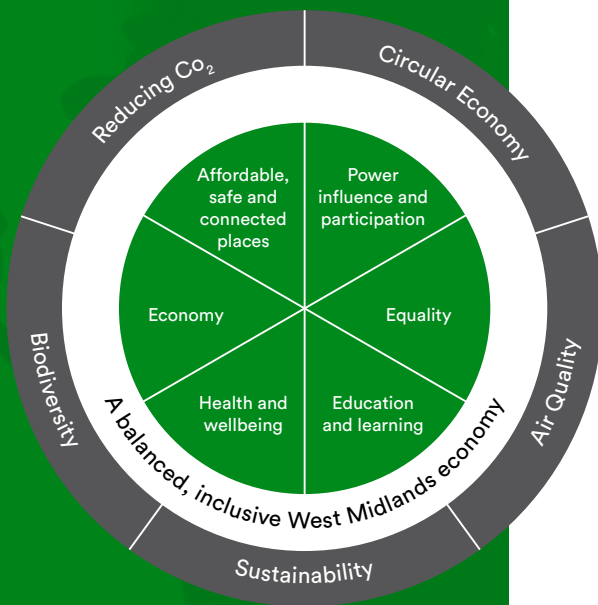 Reducing Co₂
Circular Economy
Affordable,
safe and
connected
places
Power
influence and
participation
Economy
Equality
Health and
wellbeing
Education
and learning
Biodiversity
Air Quality
A balanced, inclusive West Midlands economy
Sustainability